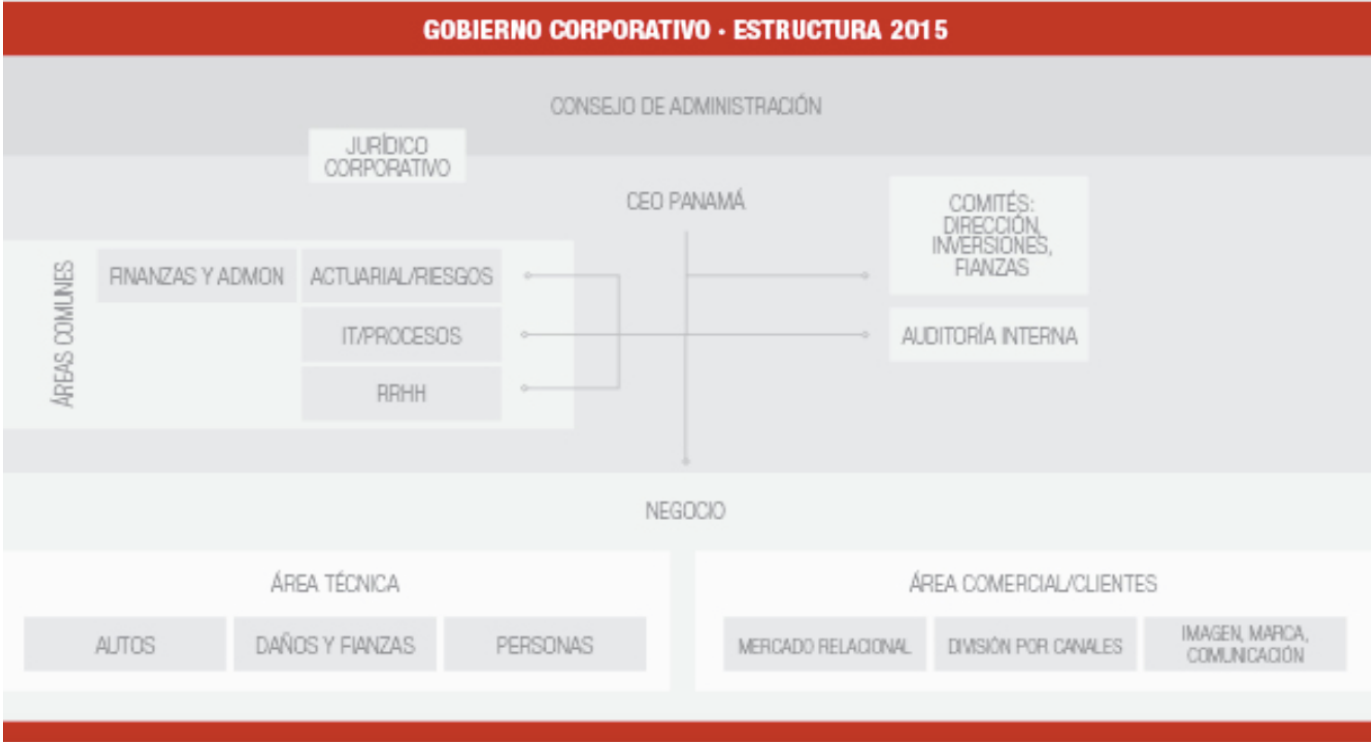 GOBIERNO CORPORATIVO · ESTRUCTURA 2015
CONSEJO DE ADMINISTRACIÓN
JURÍDICO
CORPORATIVO
CEO PANAMÁ
COMITÉS:
DIRECCIÓN,
INVERSIONES,
FIANZAS
ÁREAS COMUNES
FINANZAS Y ADMON
ACTUARIAL/RIESGOS
IT/PROCESOS
RRHH
AUDITORÍA INTERNA
NEGOCIO
ÁREA TÉCNICA
AUTOS
DAÑOS Y FIANZAS
PERSONAS
ÁREA COMERCIAL/CLIENTES
MERCADO RELACIONAL
DIVISIÓN POR CANALES
IMAGEN, MARCA,
COMUNICACIÓN